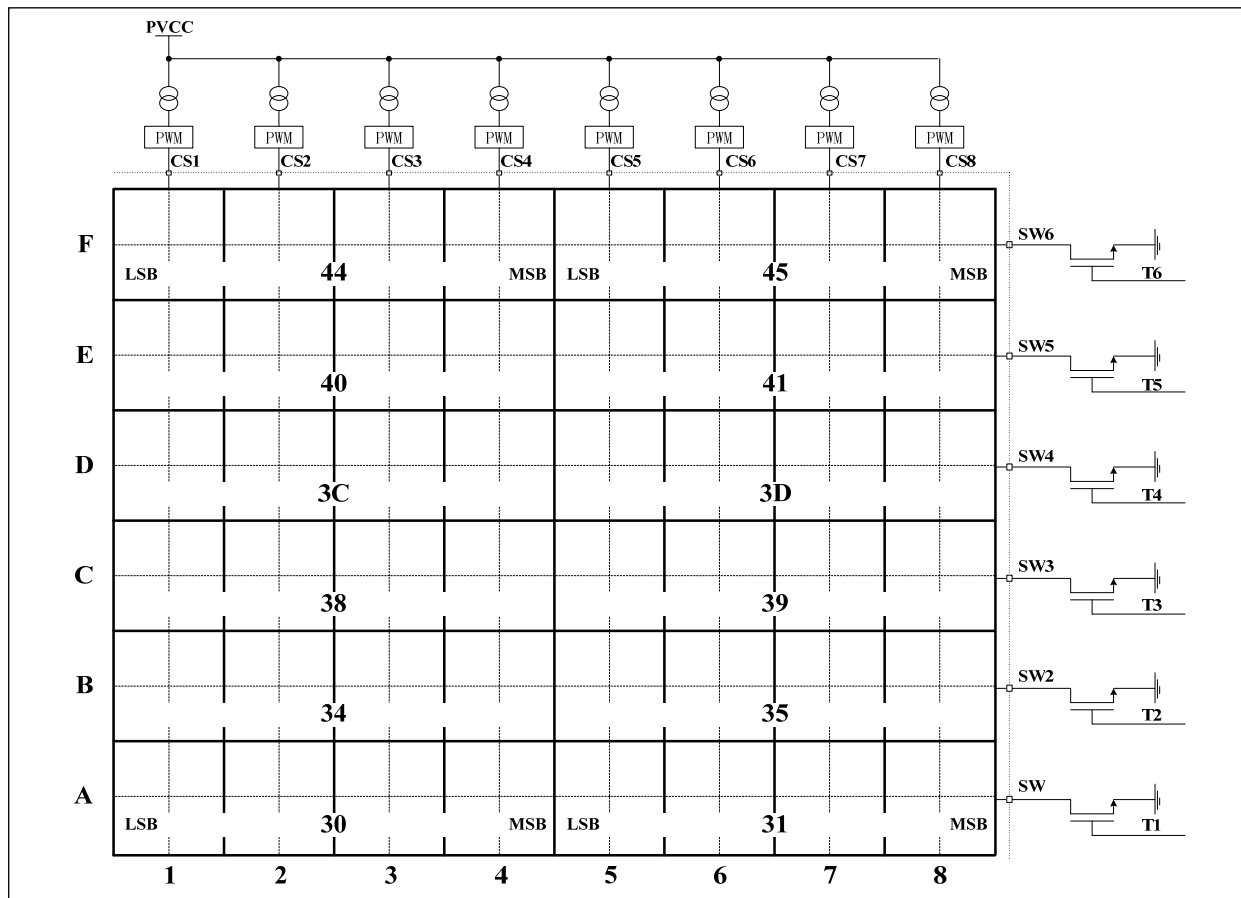 PVCC
PWM PWM PWM PWM PWM PWM PWM PWM
CS1 CS2 CS3 CS4 CS5 CS6 CS7 CS8
F SW6
LSB 44 MSB LSB 45 MSB T6
E SW5
40 41 T5
D SW4
3C 3D T4
C SW3
38 39 T3
B SW2
34 35 T2
A SW
LSB 30 MSB LSB 31 MSB T1
1 2 3 4 5 6 7 8